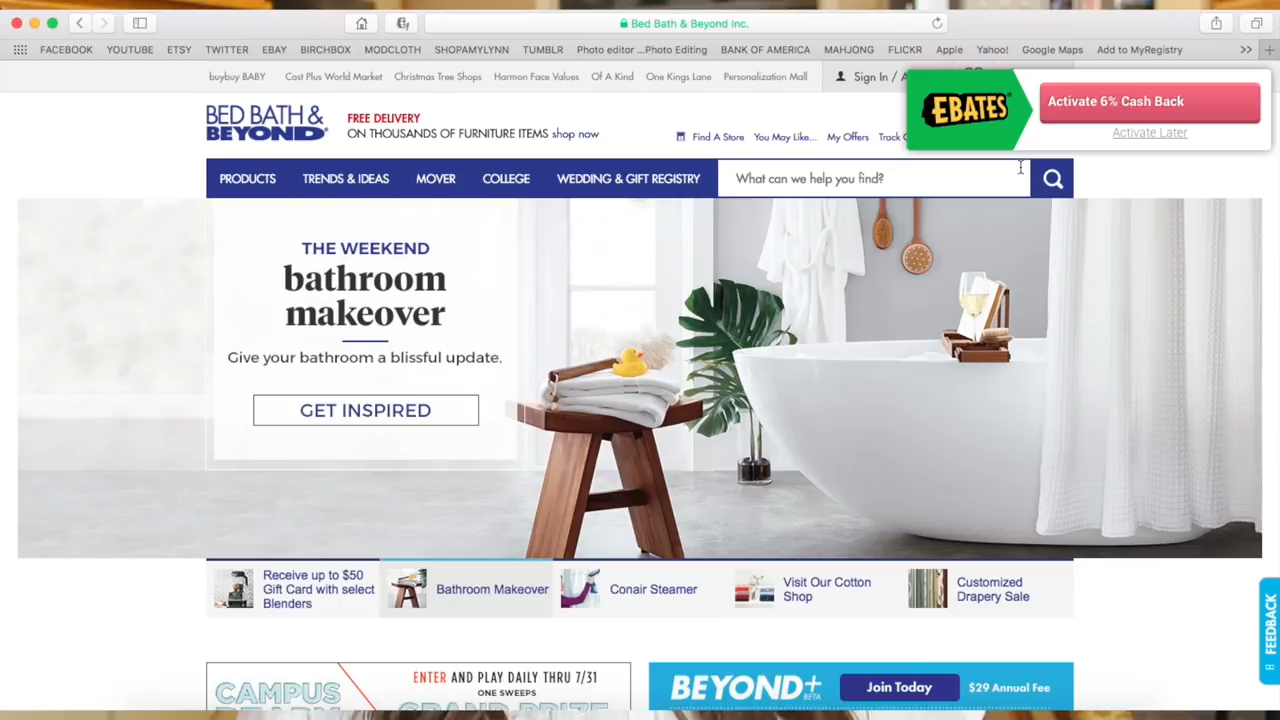 Bed Bath & Beyond Inc.
FACEBOOK YOUTUBE ETSY TWITTER EBAY BIRCHBOX MODCLOTH SHOPAMYLYNN TUMBLR Photo editor ...Photo Editing BANK OF AMERICA MAHJONG FLICKR Apple Yahoo! Google Maps Add to MyRegistry
buybuy BABY Cost Plus World Market Christmas Tree Shops Harmon Face Values Of A Kind One Kings Lane Personalization Mall Sign In / A
EBATES
Activate 6% Cash Back
Activate Later
BED BATH &
BEYOND
FREE DELIVERY
ON THOUSANDS OF FURNITURE ITEMS shop now
Find A Store You May Like... My Offers Track
PRODUCTS TRENDS & IDEAS MOVER COLLEGE WEDDING & GIFT REGISTRY What can we help you find?
THE WEEKEND
bathroom
makeover
Give your bathroom a blissful update.
GET INSPIRED
Receive up to $50
Gift Card with select
Blenders
Bathroom Makeover
Conair Steamer
Visit Our Cotton
Shop
Customized
Drapery Sale
FEEDBACK
CAMPUS
ENTER AND PLAY DAILY THRU 7/31
ONE SWEEPS
GRAND PRIZE
BEYOND+
BETA
Join Today
$29 Annual Fee